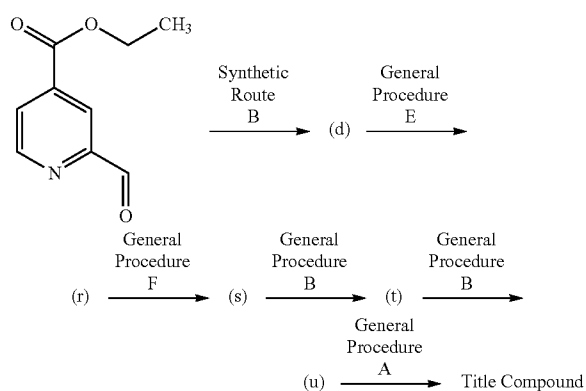 O
O
CH3
N
O
Synthetic
Route
B
(d)
General
Procedure
E
(r)
General
Procedure
F
(s)
General
Procedure
B
(t)
General
Procedure
B
(u)
General
Procedure
A
Title Compound